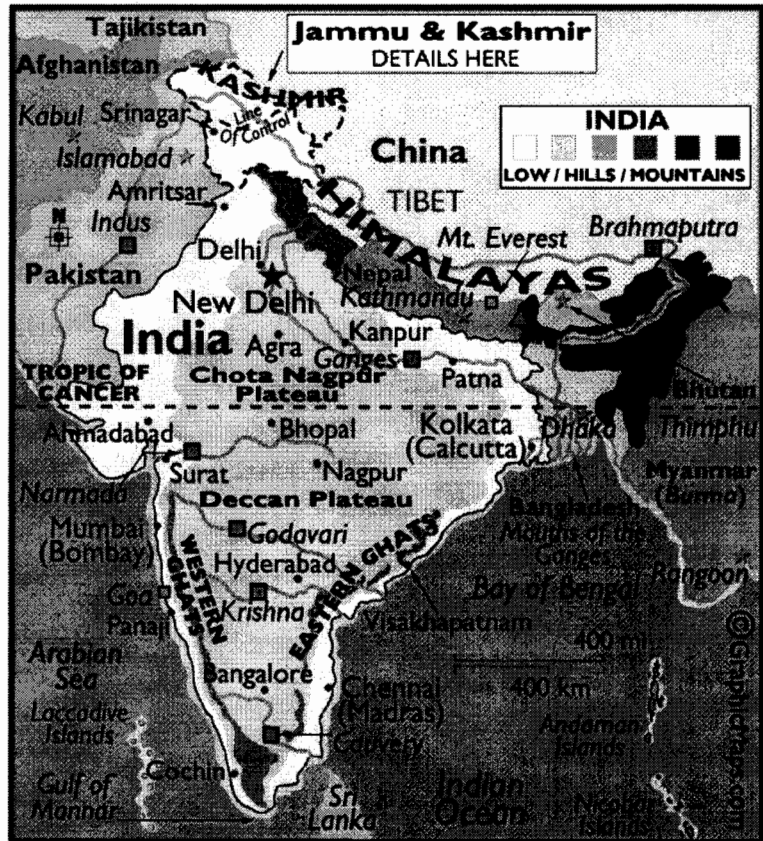 Tajikistan
Jammu & Kashmir
DETAILS HERE
Afghanistan
KASHMIR
Kabul
Srinagar
Line
Of Control
Islamabad
China
INDIA
LOW / HILLS / MOUNTAINS
Amritsar
TIBET
N
Indus
HIMALAYAS
Mt. Everest
Brahmaputra
Delhi
Pakistan
Nepal
New Delhi
Kathmandu
India
Agra
Kanpur
Ganges
Patna
TROPIC OF
CANCER
Chota Nagpur
Plateau
Bhutan
Ahmadabad
Bhopal
Kolkata
(Calcutta)
Dhaka
Thimphu
Surat
Nagpur
Narmada
Deccan Plateau
Myanmar
(Burma)
Bangladesh
Mumbai
(Bombay)
Godavari
Mouths of the
Ganges
WESTERN
GHATS
Hyderabad
EASTERN GHATS
Bay of Bengal
Rangoon
Goa
Panaji
Krishna
Visakhapatnam
400 mi
400 km
Arabian
Sea
Bangalore
Chennai
(Madras)
Laccadive
Islands
Cauvery
Andaman
Islands
Cochin
Gulf of
Mannar
Sri
Lanka
Indian
Ocean
Nicobar
Islands
©GraphicMaps.com